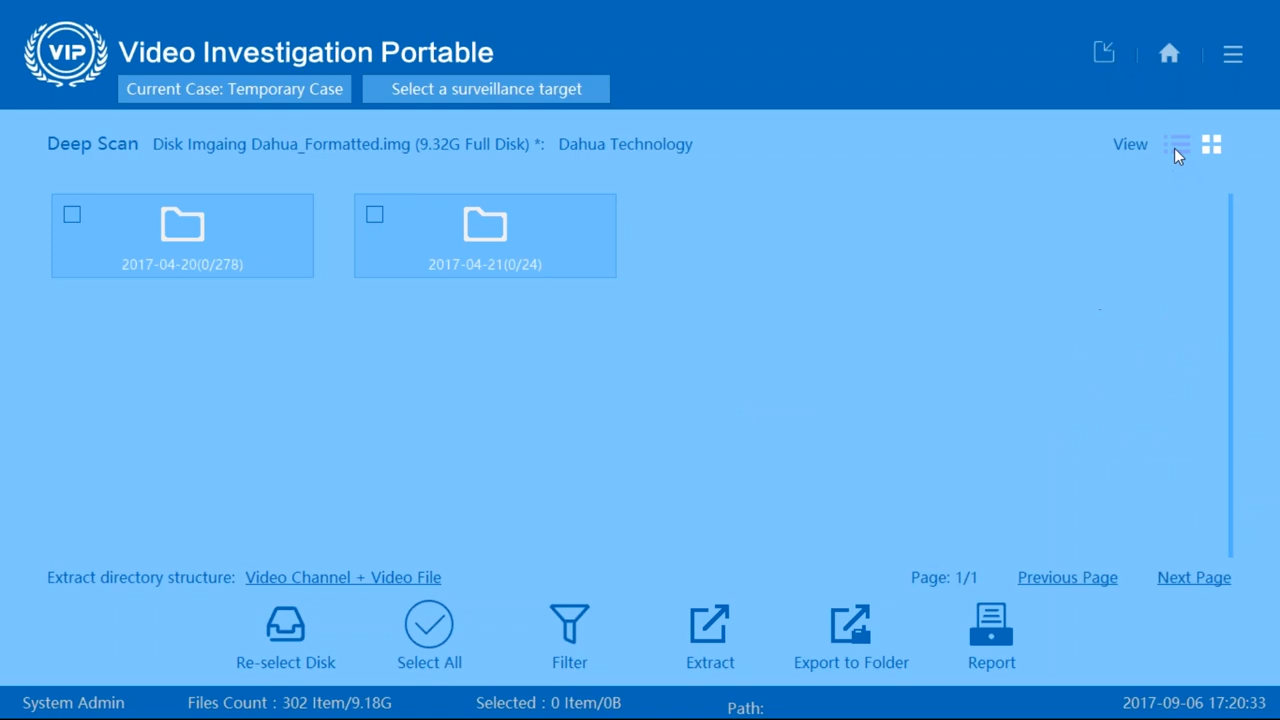 VIP
Video Investigation Portable
Current Case: Temporary Case
Select a surveillance target
Deep Scan Disk Imgaing Dahua_Formatted.img (9.32G Full Disk) *: Dahua Technology
View
2017-04-20(0/278)
2017-04-21(0/24)
Extract directory structure: Video Channel + Video File
Page: 1/1
Previous Page
Next Page
Re-select Disk
Select All
Filter
Extract
Export to Folder
Report
System Admin
Files Count : 302 Item/9.18G
Selected : 0 Item/0B
Path:
2017-09-06 17:20:33